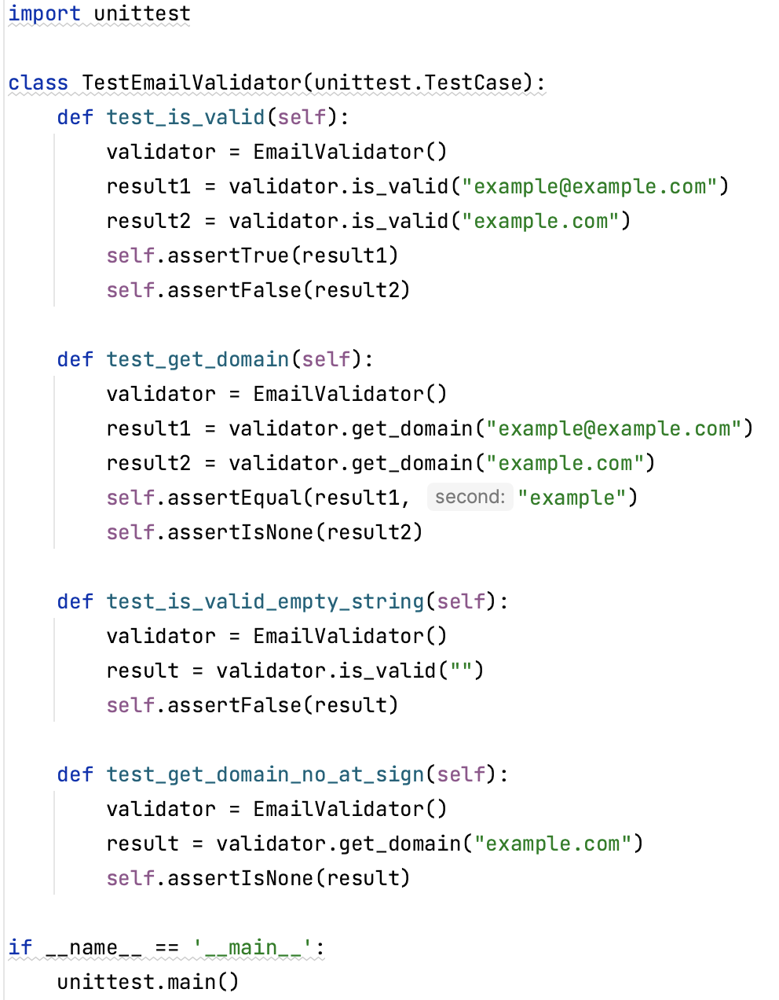 import unittest

class TestEmailValidator(unittest.TestCase):
    def test_is_valid(self):
        validator = EmailValidator()
        result1 = validator.is_valid("example@example.com")
        result2 = validator.is_valid("example.com")
        self.assertTrue(result1)
        self.assertFalse(result2)

    def test_get_domain(self):
        validator = EmailValidator()
        result1 = validator.get_domain("example@example.com")
        result2 = validator.get_domain("example.com")
        self.assertEqual(result1, second: "example")
        self.assertIsNone(result2)

    def test_is_valid_empty_string(self):
        validator = EmailValidator()
        result = validator.is_valid("")
        self.assertFalse(result)

    def test_get_domain_no_at_sign(self):
        validator = EmailValidator()
        result = validator.get_domain("example.com")
        self.assertIsNone(result)

if __name__ == '__main__':
    unittest.main()